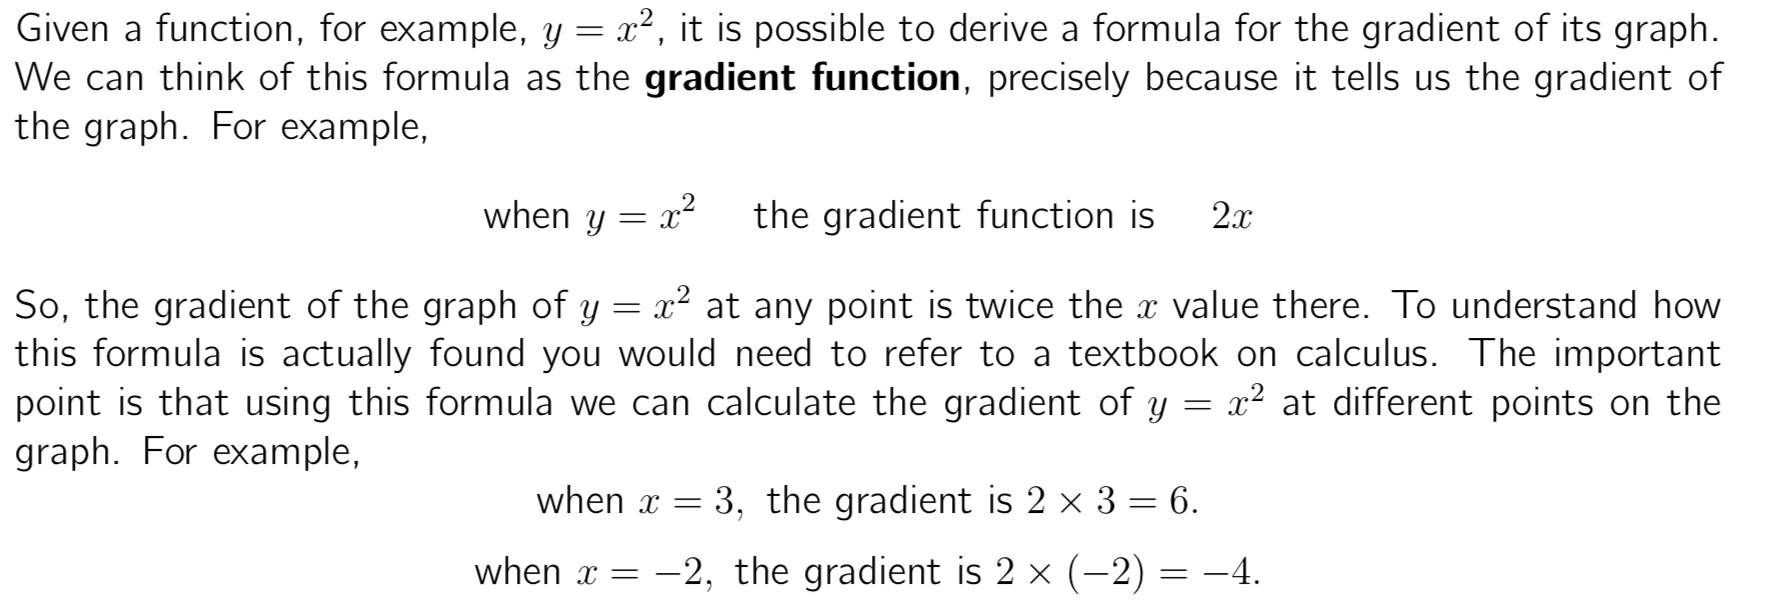 Given a function, for example, y = x², it is possible to derive a formula for the gradient of its graph.
We can think of this formula as the gradient function, precisely because it tells us the gradient of
the graph. For example,
when y = x² the gradient function is 2x
So, the gradient of the graph of y = x² at any point is twice the x value there. To understand how
this formula is actually found you would need to refer to a textbook on calculus. The important
point is that using this formula we can calculate the gradient of y = x² at different points on the
graph. For example,
when x = 3, the gradient is 2 × 3 = 6.
when x = −2, the gradient is 2 × (−2) = −4.